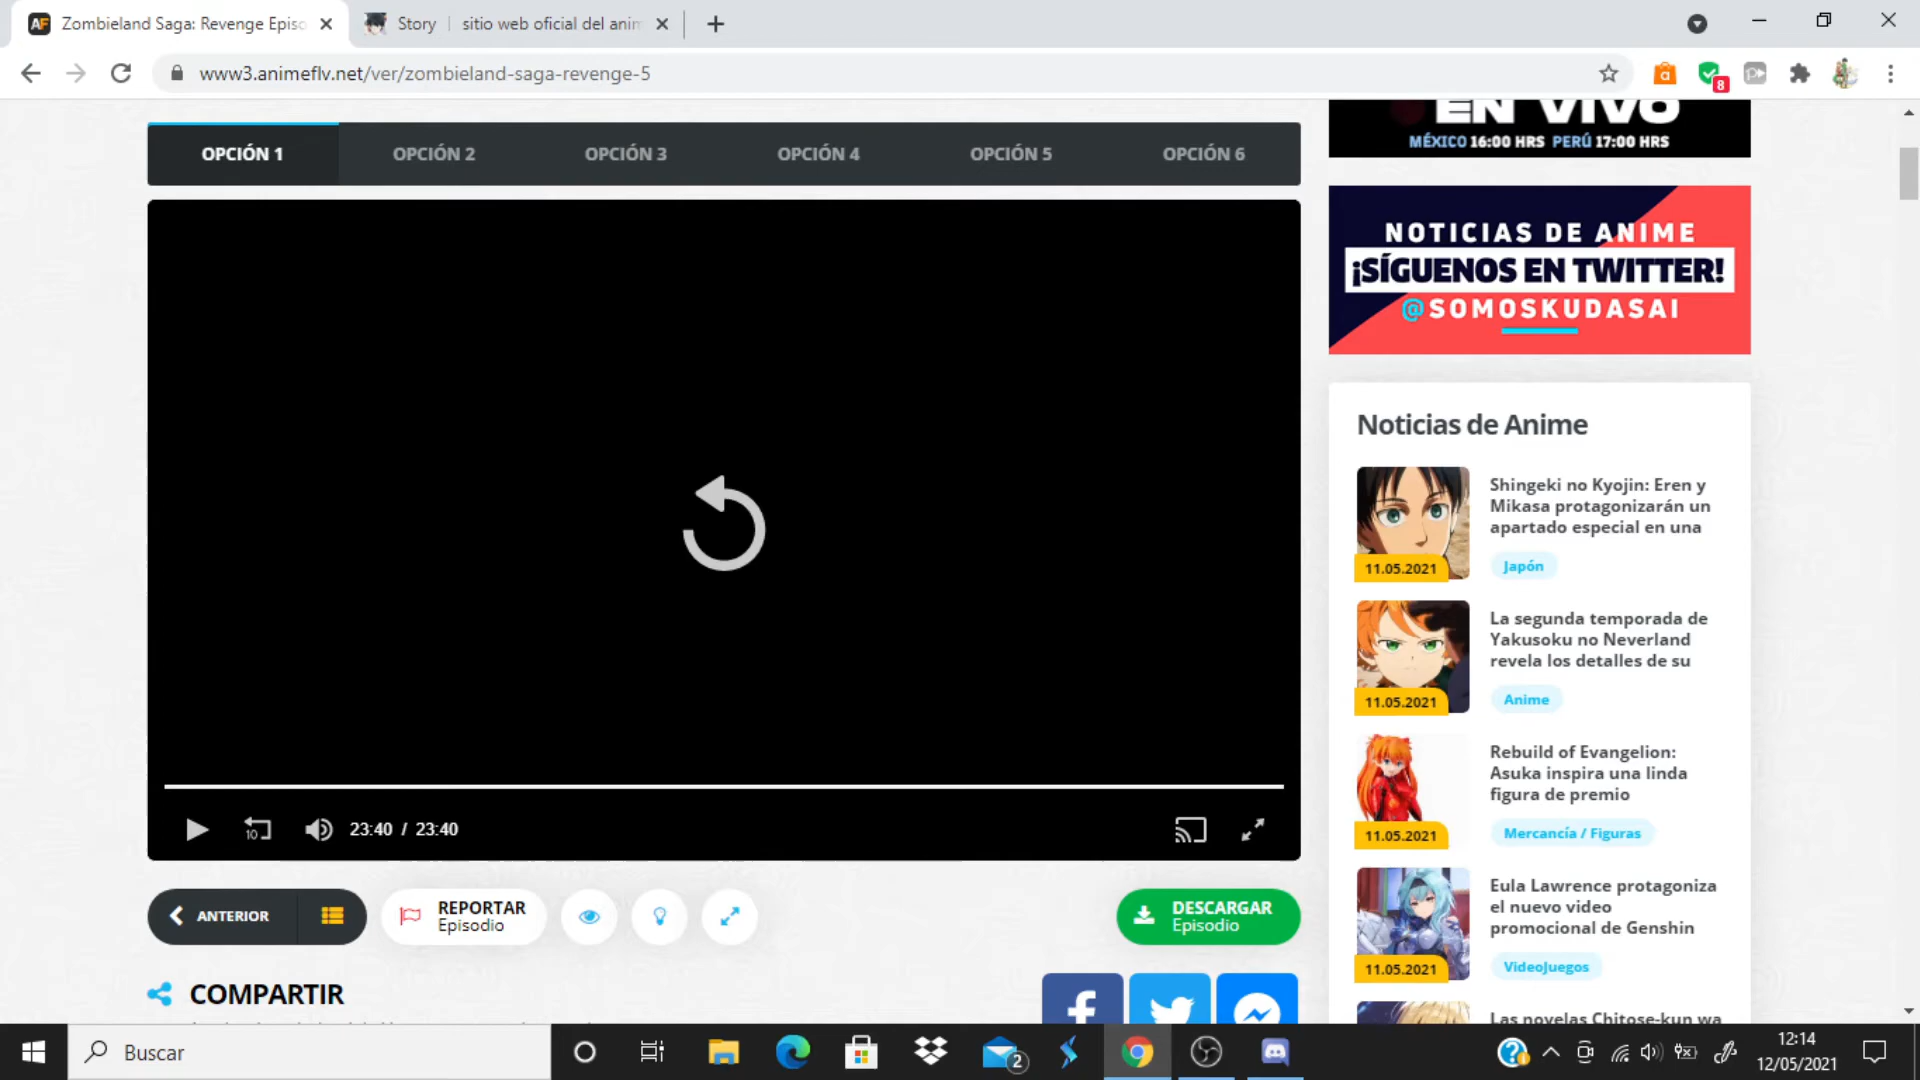 Zombieland Saga: Revenge Episo
Story
sitio web oficial del anim
www3.animeflv.net/ver/zombieland-saga-revenge-5
8
OPCIÓN 1
OPCIÓN 2
OPCIÓN 3
OPCIÓN 4
OPCIÓN 5
OPCIÓN 6
EN VIVO
MÉXICO 16:00 HRS PERÚ 17:00 HRS
NOTICIAS DE ANIME
¡SÍGUENOS EN TWITTER!
@SOMOSKUDASAI
Noticias de Anime
Shingeki no Kyojin: Eren y
Mikasa protagonizarán un
apartado especial en una
11.05.2021
Japón
La segunda temporada de
Yakusoku no Neverland
revela los detalles de su
11.05.2021
Anime
Rebuild of Evangelion:
Asuka inspira una linda
figura de premio
11.05.2021
Mercancía / Figuras
Eula Lawrence protagoniza
el nuevo video
promocional de Genshin
11.05.2021
VideoJuegos
Las novelas Chitose-kun wa
10
23:40 / 23:40
ANTERIOR
REPORTAR
Episodio
DESCARGAR
Episodio
COMPARTIR
Buscar
2
12:14
12/05/2021